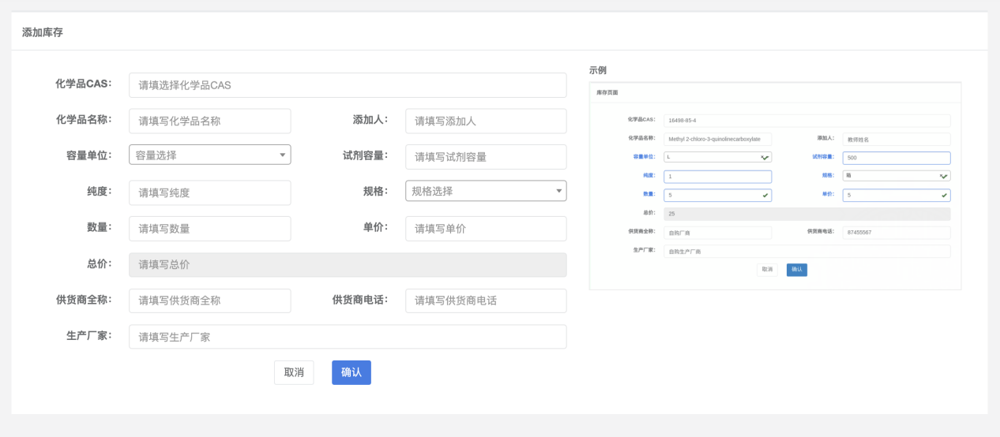 添加库存
化学品CAS： 请填选择化学品CAS
化学品名称： 请填写化学品名称 添加人： 请填写添加人
容量单位： 容量选择 试剂容量： 请填写试剂容量
纯度： 请填写纯度 规格： 规格选择
数量： 请填写数量 单价： 请填写单价
总价： 请填写总价
供货商全称： 请填写供货商全称 供货商电话： 请填写供货商电话
生产厂家： 请填写生产厂家
取消 确认
示例
库存页面
化学品CAS： 16498-85-4
化学品名称： Methyl 2-chloro-3-quinolinecarboxylate 添加人： 教师姓名
容量单位： L 试剂容量： 500
纯度： 1 规格： 箱
数量： 5 单价： 5
总价： 25
供货商全称： 自购厂商 供货商电话： 87455567
生产厂家： 自购生产厂商
取消 确认